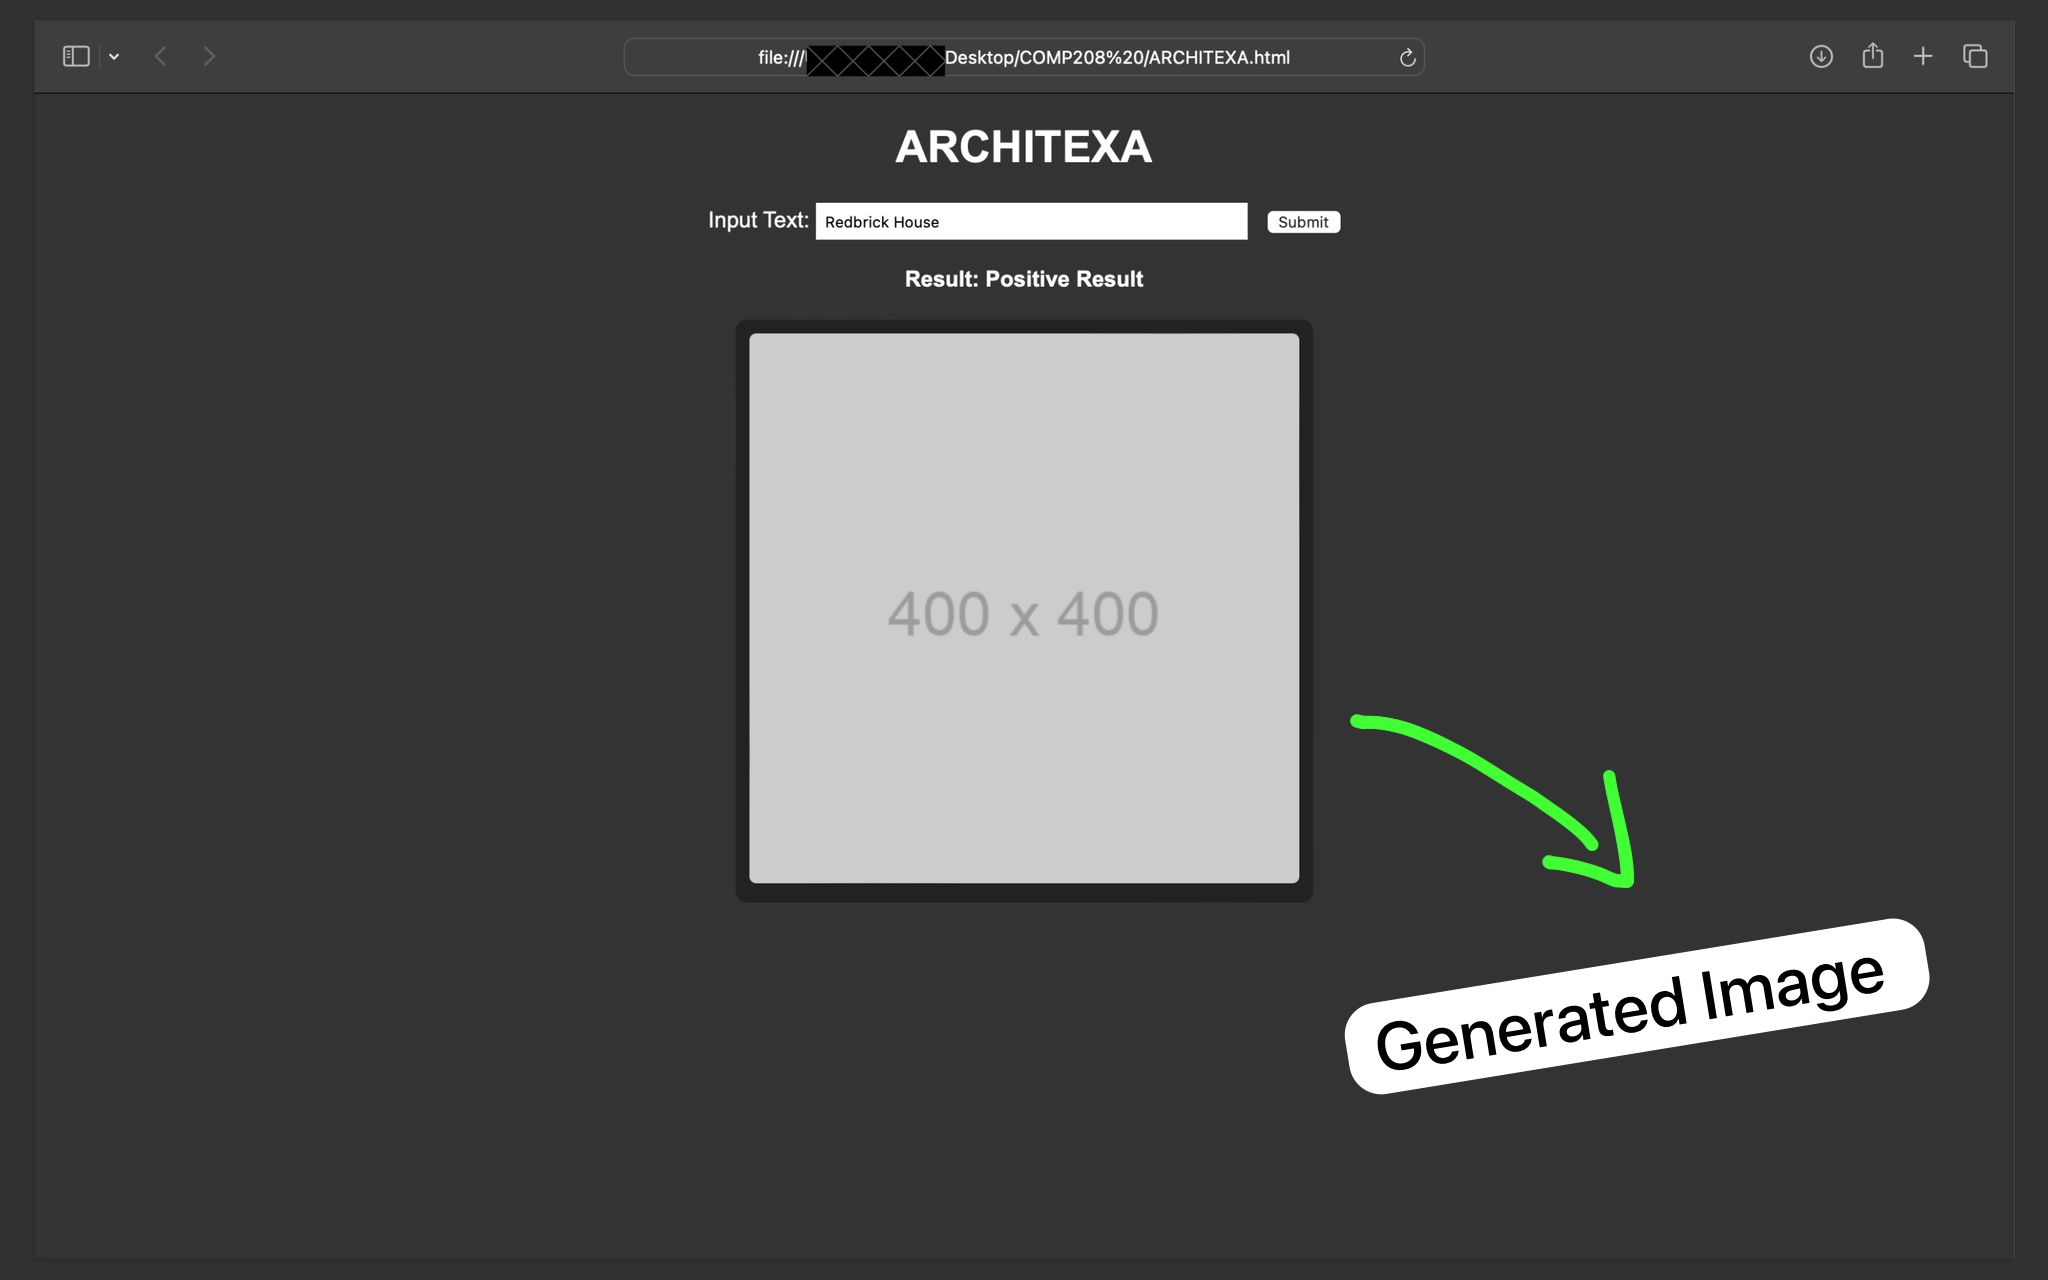 file:///Desktop/COMP208%20/ARCHITEXA.html
ARCHITEXA
Input Text: Redbrick House Submit
Result: Positive Result
400 x 400
Generated Image